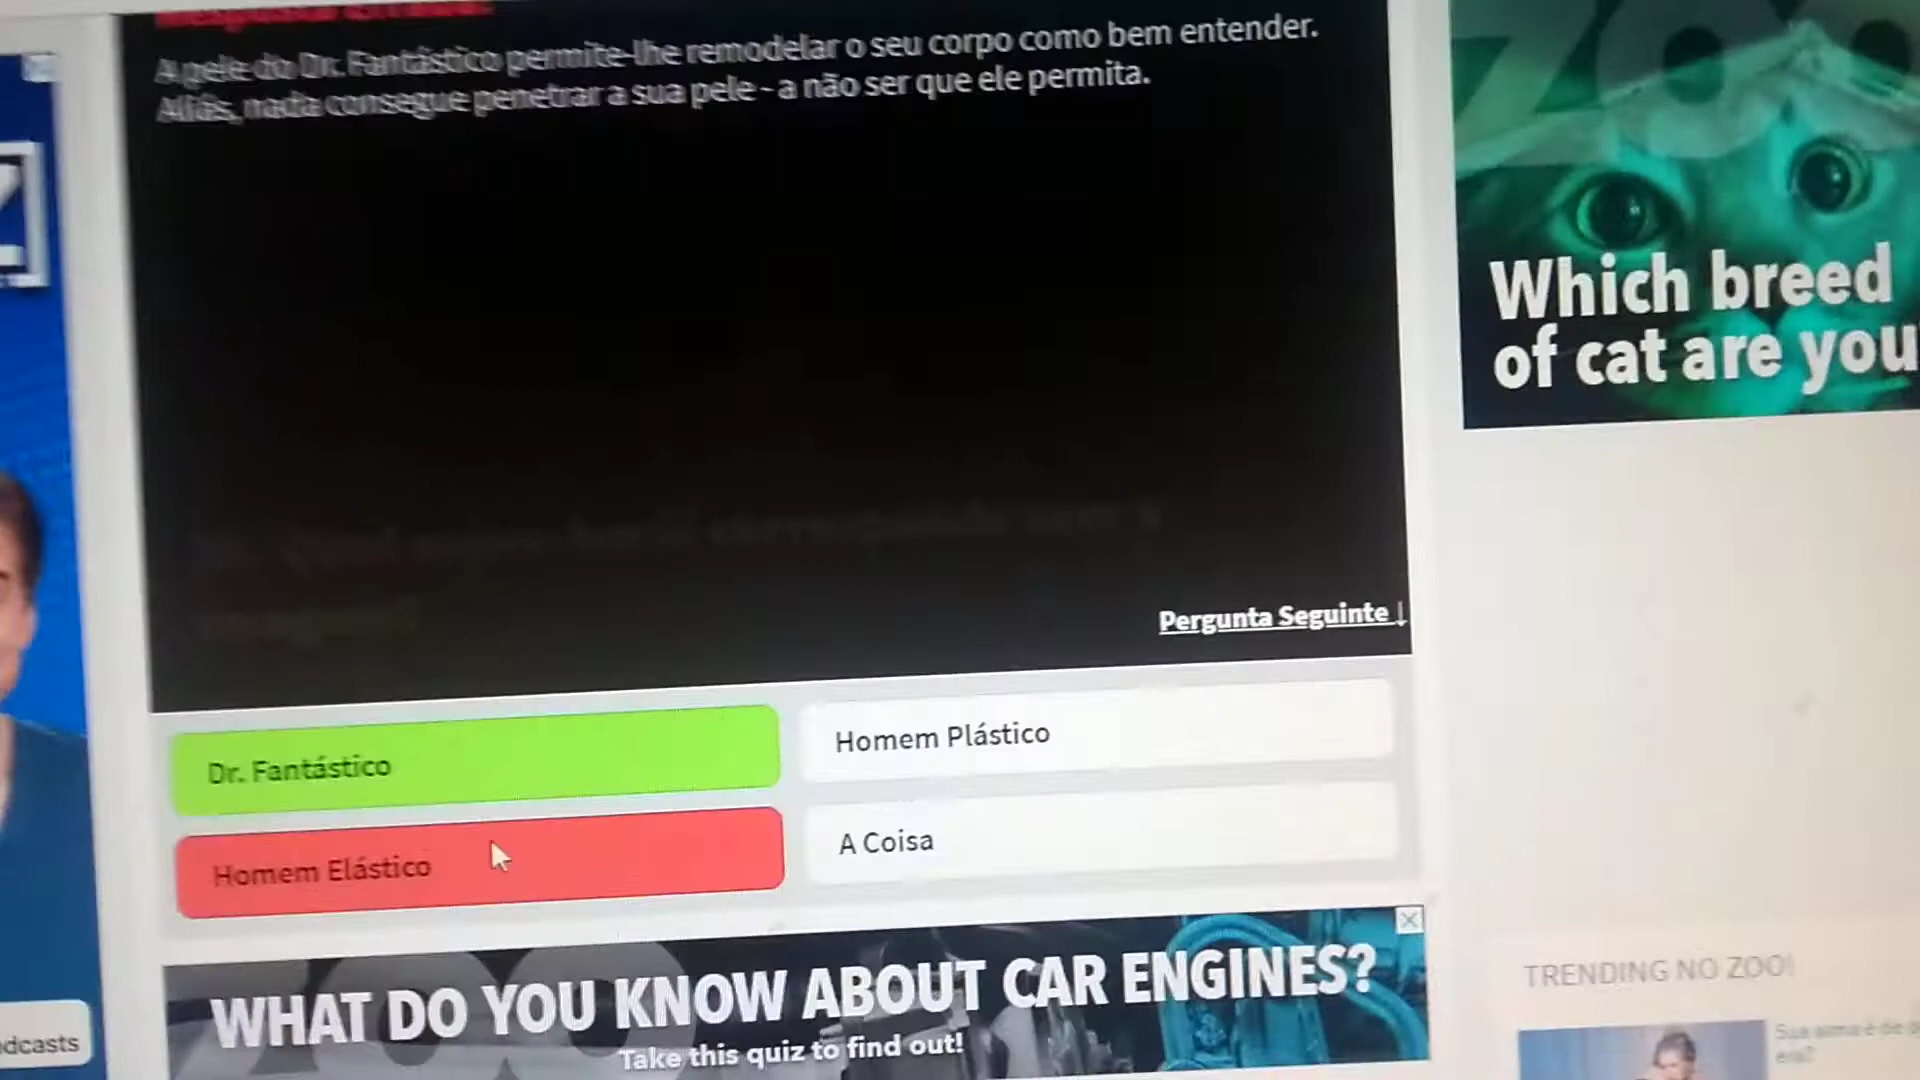 A pele do Dr. Fantástico permite-lhe remodelar o seu corpo como bem entender.
Aliás, nada consegue penetrar a sua pele - a não ser que ele permita.
Which breed
of cat are you
Pergunta Seguinte ↓
Dr. Fantástico
Homem Plástico
Homem Elástico
A Coisa
WHAT DO YOU KNOW ABOUT CAR ENGINES?
Take this quiz to find out!
TRENDING NO ZOO!
dcasts